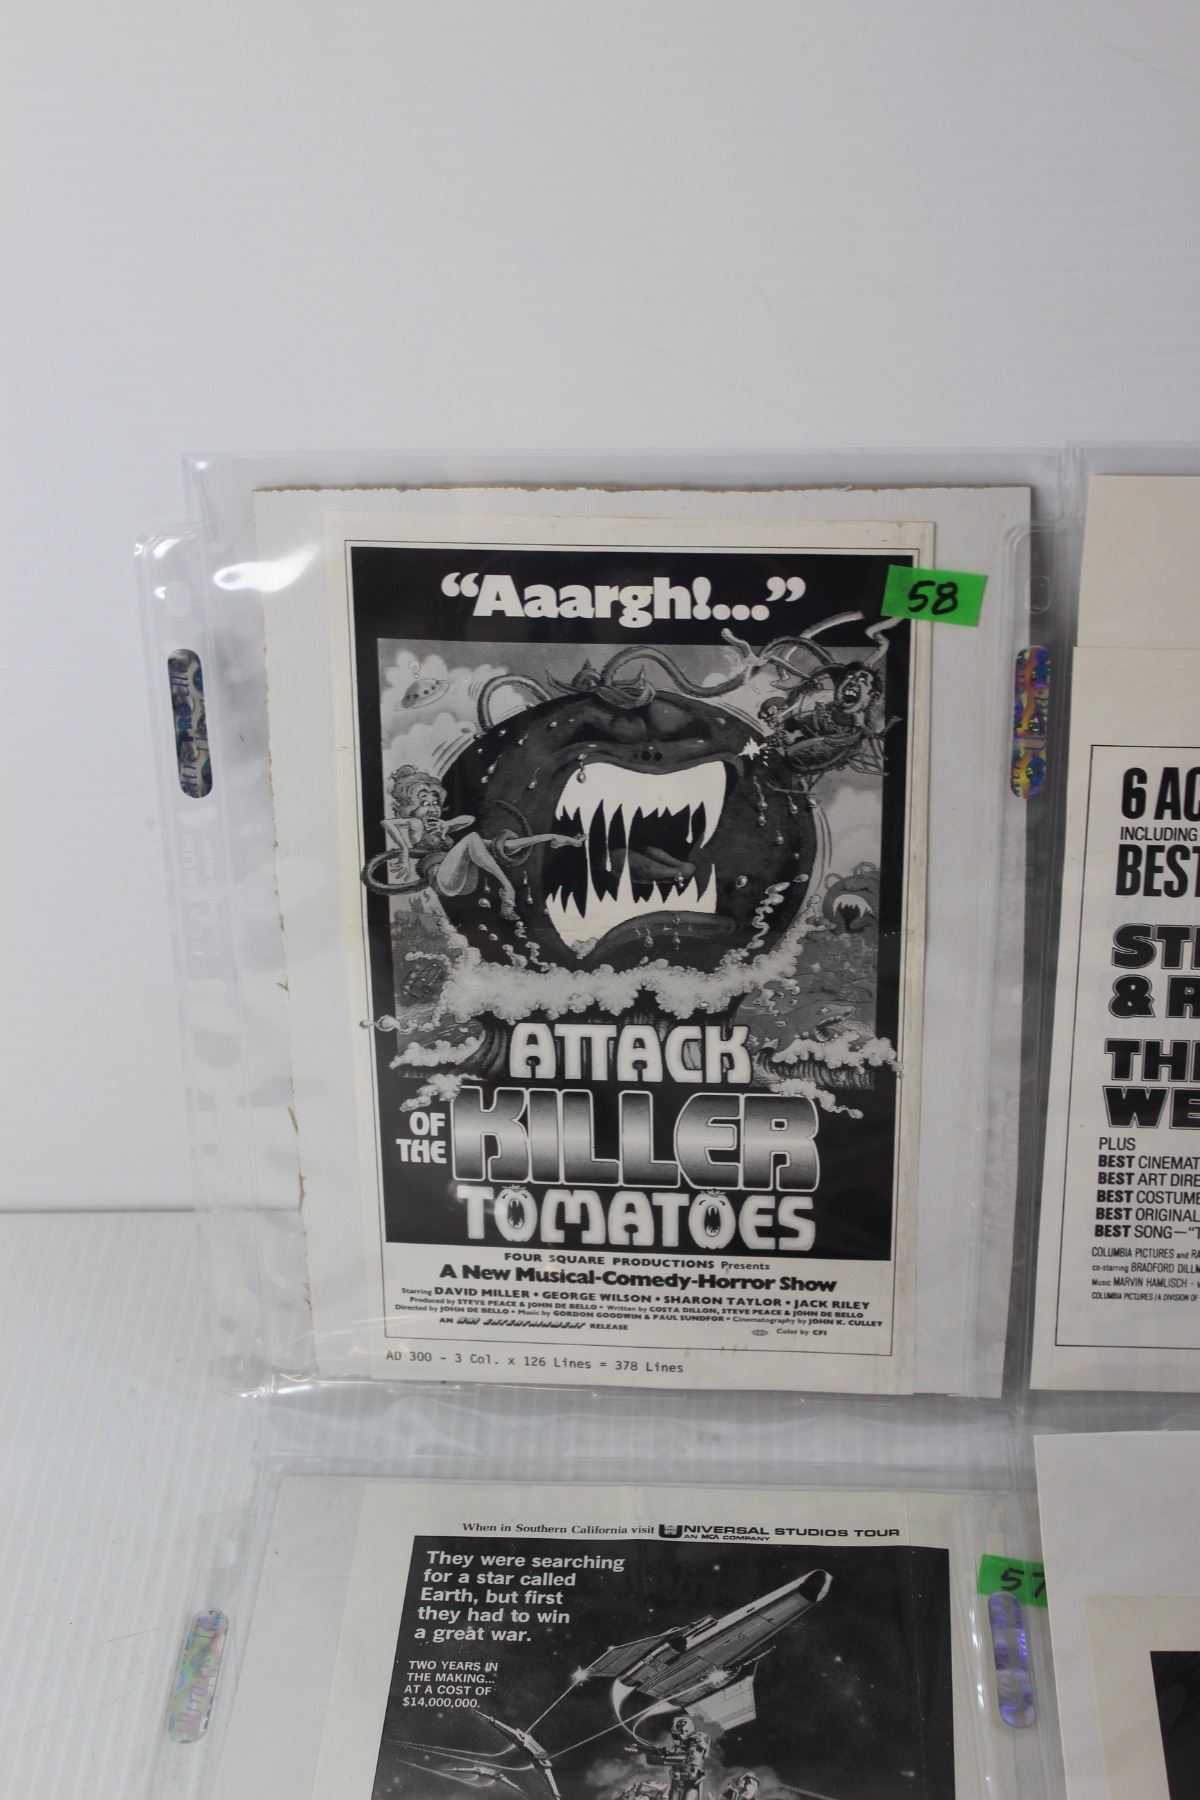 “Aaargh!...”
58
ATTACK
OF THE KILLER
TOMATOES
FOUR SQUARE PRODUCTIONS Presents
A New Musical-Comedy-Horror Show
Starring DAVID MILLER • GEORGE WILSON • SHARON TAYLOR • JACK RILEY
Produced by STEVE PEACE & JOHN DE BELLO • Written by COSTA DILLON, STEVE PEACE & JOHN DE BELLO
Directed by JOHN DE BELLO • Music by GORDON GOODWIN & PAUL SUNDFOR • Cinematography by JOHN K. CULLEY
AN ENTERTAINMENT RELEASE
Color by CFI
AD 300 - 3 Col. x 126 Lines = 378 Lines
6 AC
INCLUDING
BEST
& R
WE
PLUS
BEST CINEMAT
BEST ART DIRE
BEST COSTUME
BEST ORIGINAL
BEST SONG—“T
COLUMBIA PICTURES and RA
co-starring BRADFORD DILLM
Music MARVIN HAMLISCH
COLUMBIA PICTURES / A DIVISION OF
When in Southern California visit UNIVERSAL STUDIOS TOUR
AN MCA COMPANY
57
They were searching
for a star called
Earth, but first
they had to win
a great war.
TWO YEARS IN
THE MAKING...
AT A COST OF
$14,000,000.